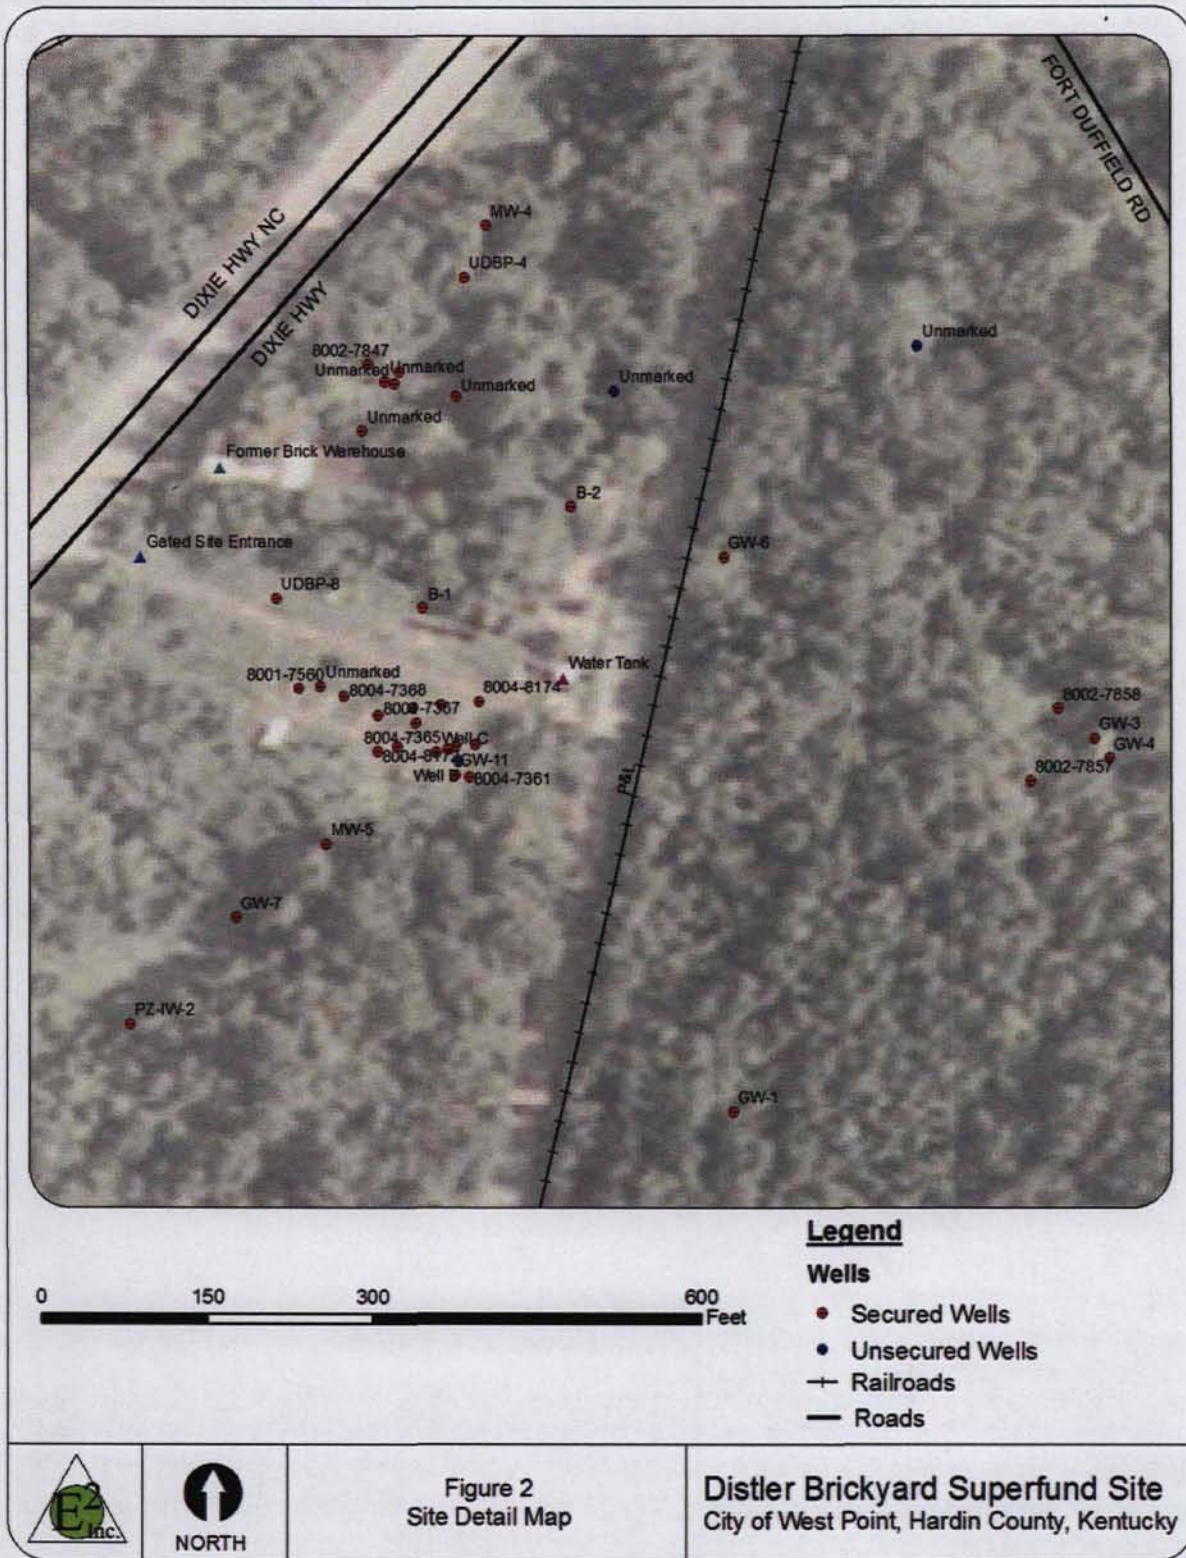 FORT DUFFIELD RD
DIXIE HWY NC
DIXIE HWY
MW-4
UDBP-4
Unmarked
8002-7847
Unmarked
Unmarked
Unmarked
Unmarked
Unmarked
Former Brick Warehouse
B-2
Gated Site Entrance
GW-6
UDBP-8
B-1
Water Tank
8001-7560
Unmarked
8004-7368
8004-8174
8002-7858
GW-3
8004-7365
Well C
GW-4
GW-11
8002-7857
8004-7361
P&L
MW-5
GW-7
PZ-IW-2
GW-1
0 150 300 600
Feet
Legend
Wells
Secured Wells
Unsecured Wells
Railroads
Roads
E2 Inc.
NORTH
Figure 2
Site Detail Map
Distler Brickyard Superfund Site
City of West Point, Hardin County, Kentucky